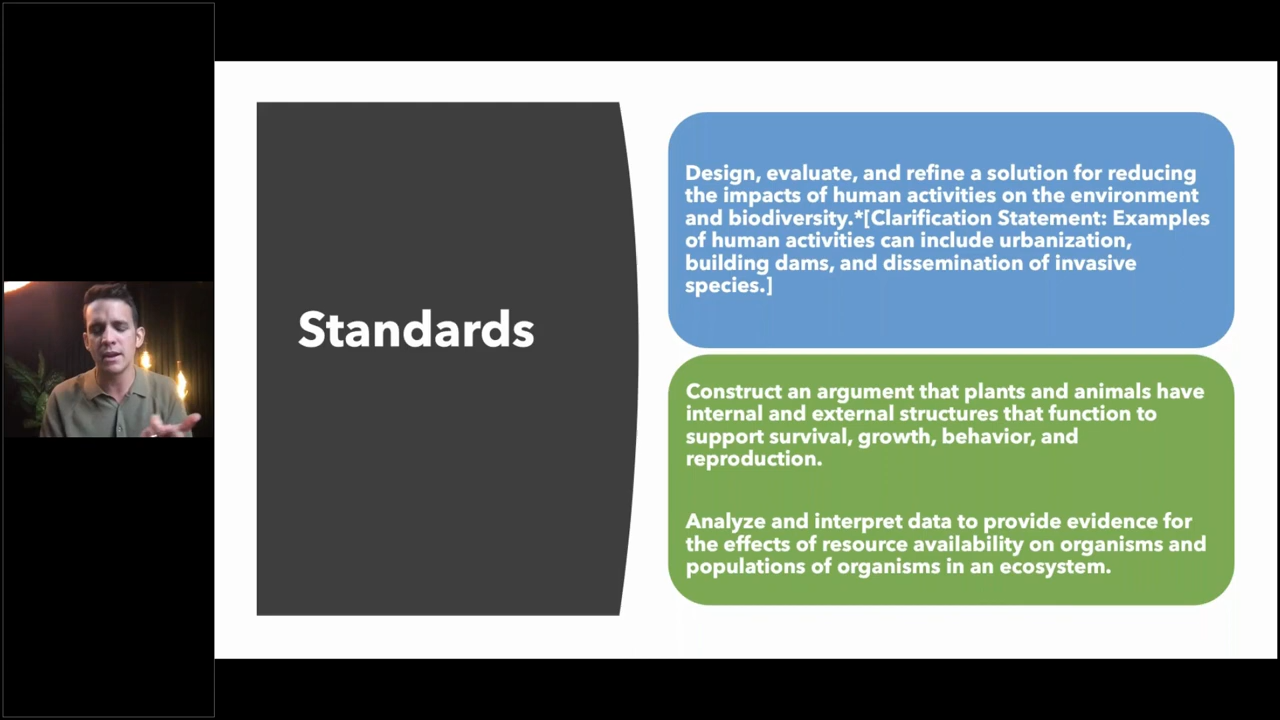 Standards
Design, evaluate, and refine a solution for reducing
the impacts of human activities on the environment
and biodiversity.*[Clarification Statement: Examples
of human activities can include urbanization,
building dams, and dissemination of invasive
species.]
Construct an argument that plants and animals have
internal and external structures that function to
support survival, growth, behavior, and
reproduction.
Analyze and interpret data to provide evidence for
the effects of resource availability on organisms and
populations of organisms in an ecosystem.